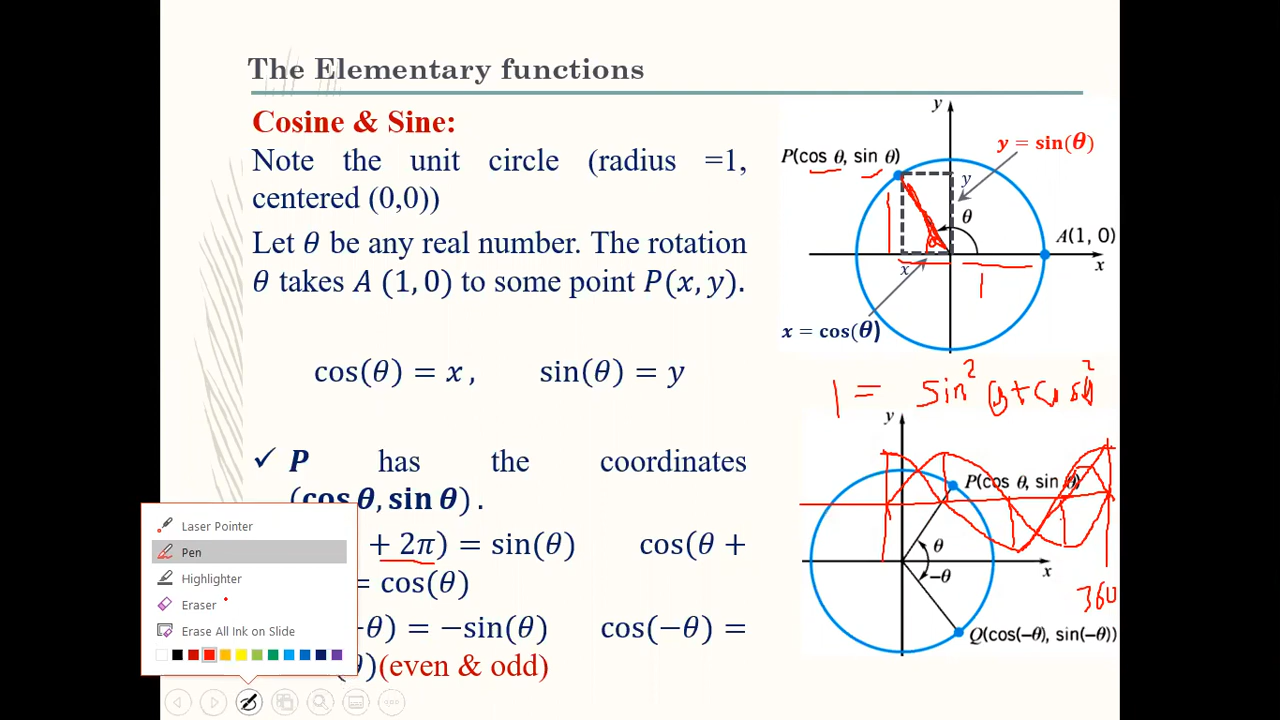 The Elementary functions
Cosine & Sine:
Note the unit circle (radius =1,
centered (0,0))
Let θ be any real number. The rotation
θ takes A (1, 0) to some point P(x, y).
cos(θ) = x ,    sin(θ) = y
✓ P has the coordinates
(cos θ, sin θ) .
+ 2π) = sin(θ)    cos(θ +
= cos(θ)
−θ) = −sin(θ)    cos(−θ) =
θ)(even & odd)
Laser Pointer
Pen
Highlighter
Eraser
Erase All Ink on Slide
y
y = sin(θ)
P(cos θ, sin θ)
y
θ
A(1, 0)
x
x
1
x = cos(θ)
1 = sin² θ + cos² θ
y
P(cos θ, sin θ)
θ
−θ
x
360
Q(cos(−θ), sin(−θ))